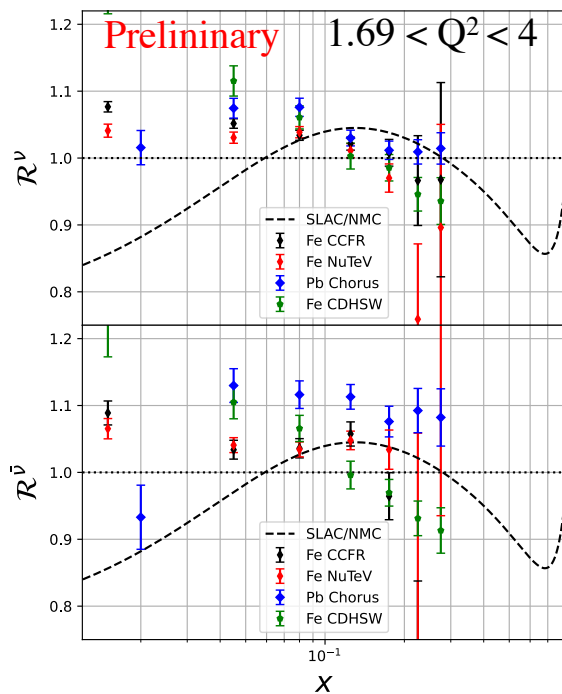 Prelininary 1.69 < Q² < 4
1.2
1.1
1.0
0.9
0.8
R^ν
SLAC/NMC
Fe CCFR
Fe NuTeV
Pb Chorus
Fe CDHSW
1.2
1.1
1.0
0.9
0.8
R^ν̄
SLAC/NMC
Fe CCFR
Fe NuTeV
Pb Chorus
Fe CDHSW
10⁻¹
x